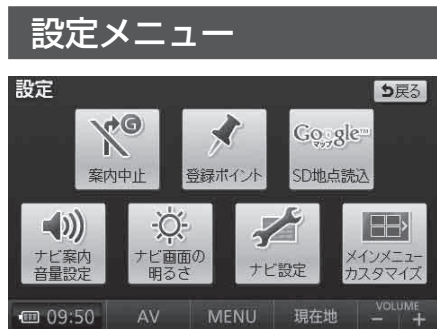 設定メニュー
設定
戻る
G
案内中止
登録ポイント
Google™
マップ
SD地点読込
ナビ案内
音量設定
ナビ画面の
明るさ
ナビ設定
メインメニュー
カスタマイズ
09:50
AV
MENU
現在地
VOLUME
− +